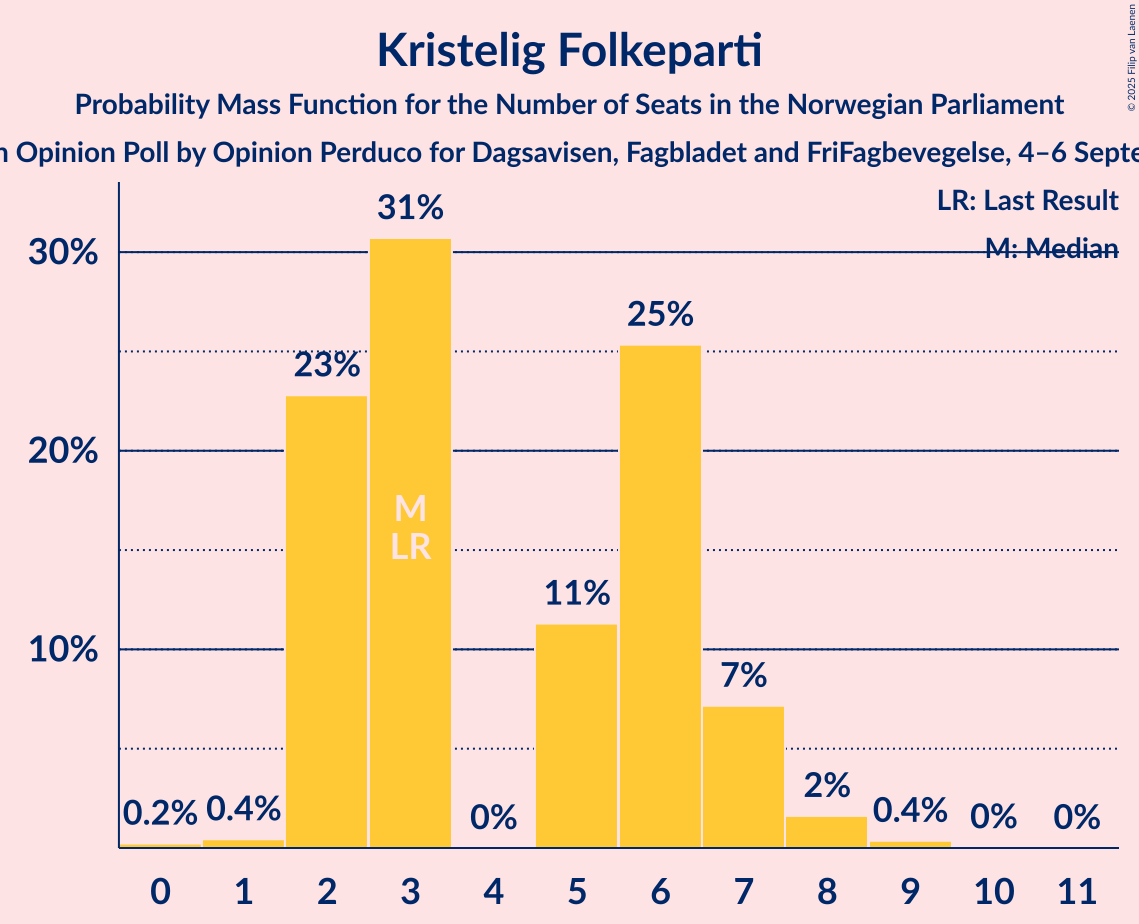 Kristelig Folkeparti
Probability Mass Function for the Number of Seats in the Norwegian Parliament
Opinion Poll by Opinion Perduco for Dagsavisen, Fagbladet and FriFagbevegelse, 4–6
© 2025 Filip van Laenen
LR: Last Result
M: Median
30%
20%
10%
0.2%
0.4%
23%
31%
M
LR
0%
11%
25%
7%
2%
0.4%
0%
0%
0 1 2 3 4 5 6 7 8 9 10 11